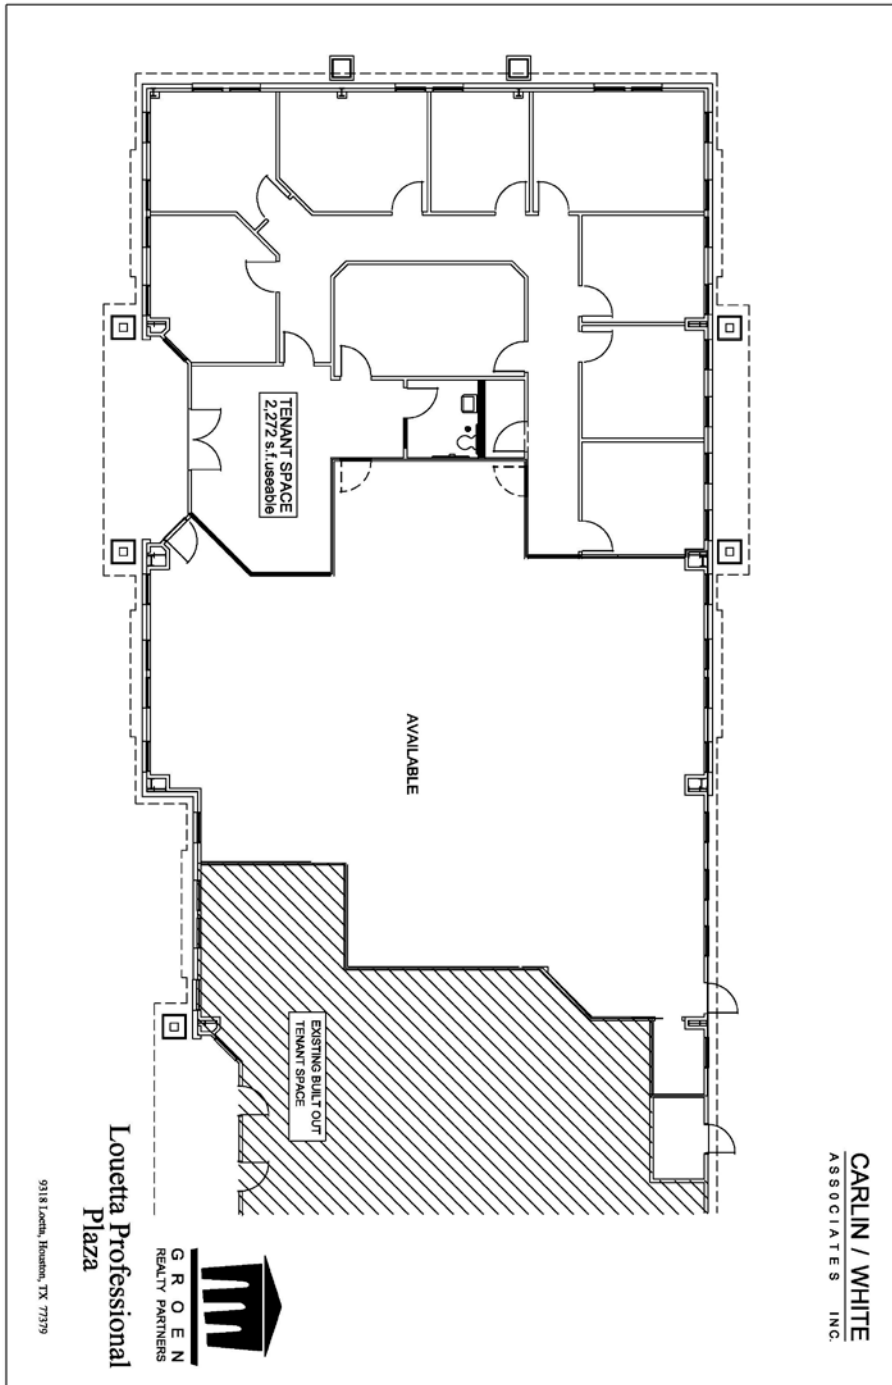 TENANT SPACE
2,272 s.f.useable
AVAILABLE
EXISTING BUILT OUT
TENANT SPACE
CARLIN / WHITE
ASSOCIATES INC.
GROEN
REALTY PARTNERS
Louetta Professional
Plaza
9318 Loetta, Houston, TX 77379